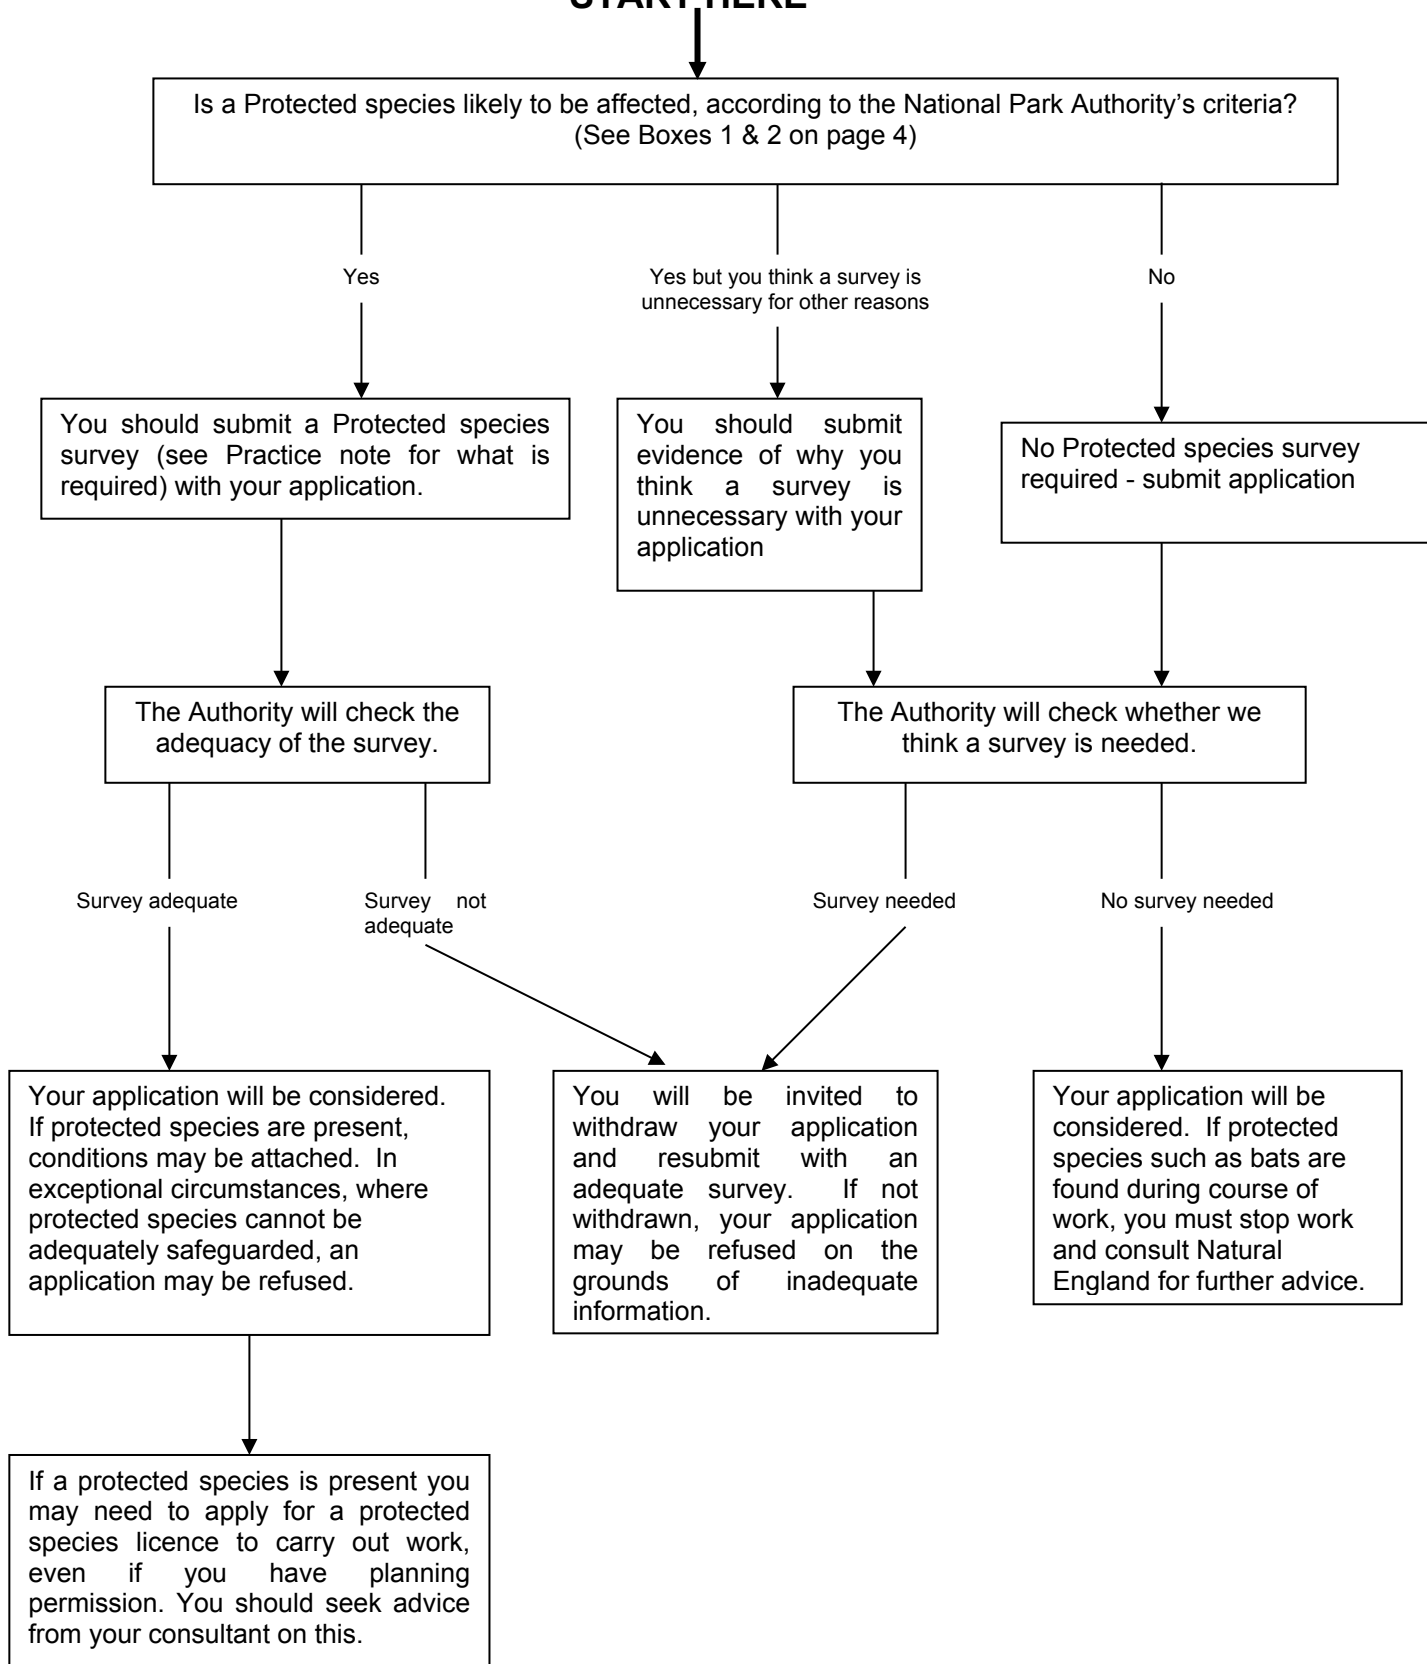 START HERE
Is a Protected species likely to be affected, according to the National Park Authority’s criteria?
(See Boxes 1 & 2 on page 4)
Yes
Yes but you think a survey is
unnecessary for other reasons
No
You should submit a Protected species
survey (see Practice note for what is
required) with your application.
You should submit
evidence of why you
think a survey is
unnecessary with your
application
No Protected species survey
required - submit application
The Authority will check the
adequacy of the survey.
The Authority will check whether we
think a survey is needed.
Survey adequate
Survey not
adequate
Survey needed
No survey needed
Your application will be considered.
If protected species are present,
conditions may be attached. In
exceptional circumstances, where
protected species cannot be
adequately safeguarded, an
application may be refused.
You will be invited to
withdraw your application
and resubmit with an
adequate survey. If not
withdrawn, your application
may be refused on the
grounds of inadequate
information.
Your application will be
considered. If protected
species such as bats are
found during course of
work, you must stop work
and consult Natural
England for further advice.
If a protected species is present you
may need to apply for a protected
species licence to carry out work,
even if you have planning
permission. You should seek advice
from your consultant on this.